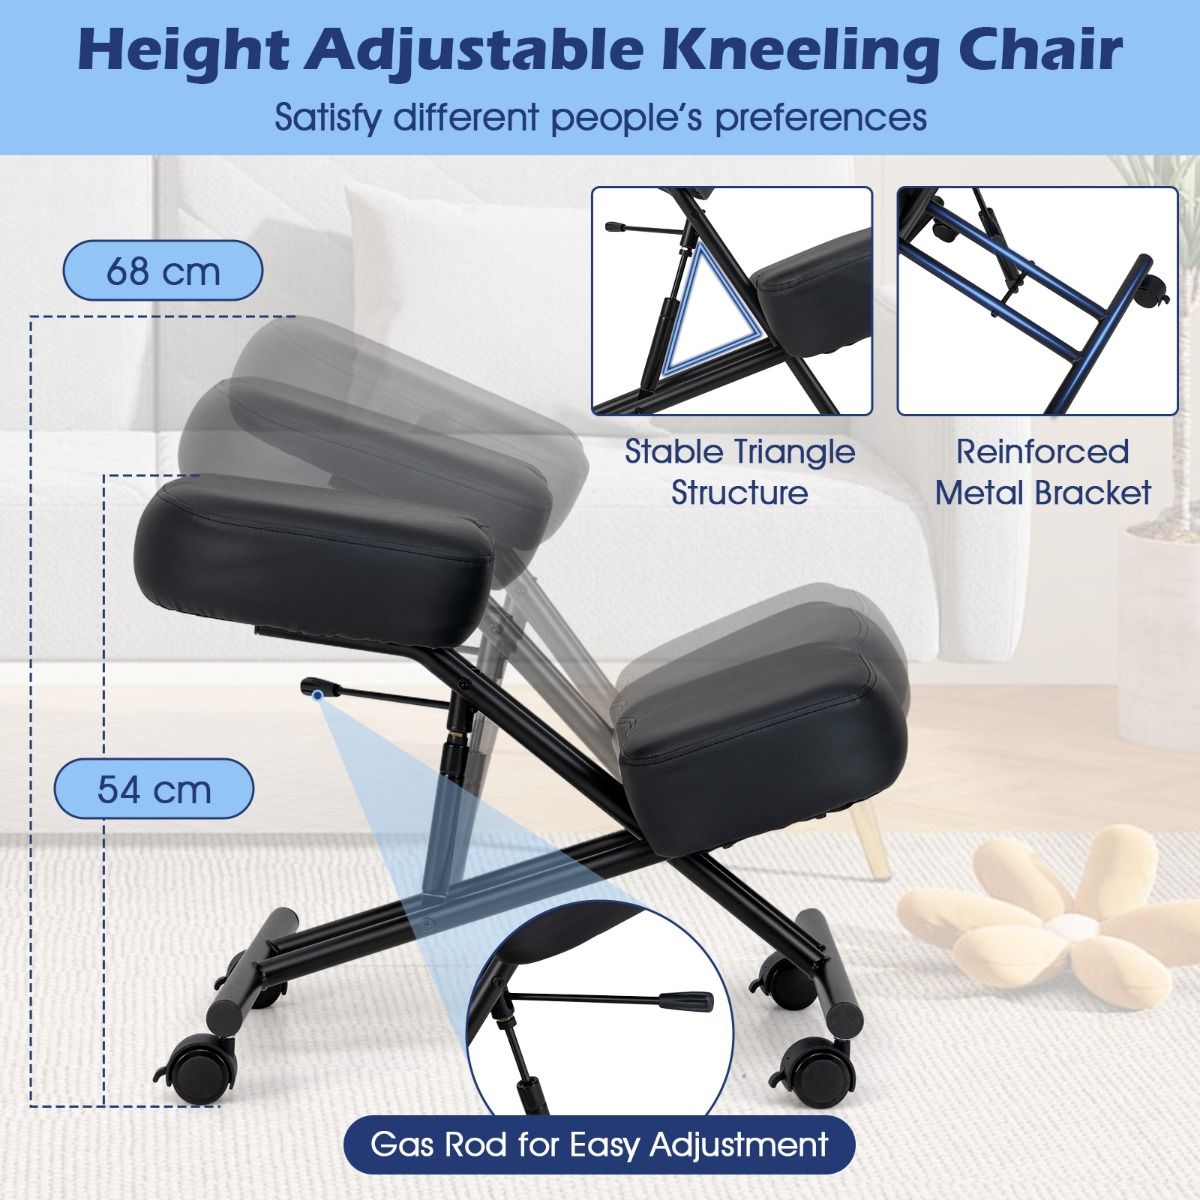 Height Adjustable Kneeling Chair
Satisfy different people's preferences
68 cm
Stable Triangle
Structure
Reinforced
Metal Bracket
54 cm
Gas Rod for Easy Adjustment